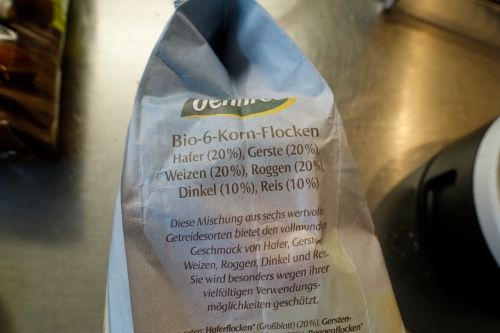 Bio-6-Korn-Flocken
Hafer (20%), Gerste (20%),
Weizen (20%), Roggen (20%),
Dinkel (10%), Reis (10%)
Diese Mischung aus sechs wertvolle
Getreidesorten bietet den vollmundig
Geschmack von Hafer, Gerste
Weizen, Roggen, Dinkel und Reis.
Sie wird besonders wegen ihrer
vielfältigen Verwendungs-
möglichkeiten geschätzt.
Haferflocken* (Großblatt) (20%), Gersten-
Roggenflocken*